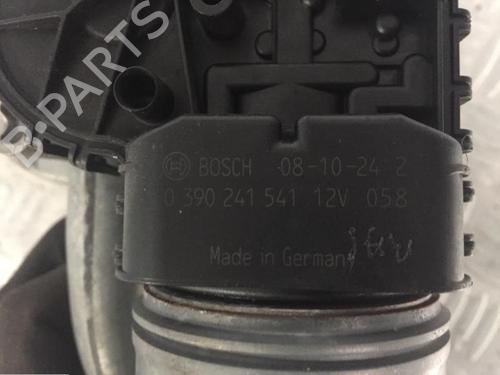 B-PARTS
BOSCH 08-10-24 2
0 390 241 541 12V 058
Made in Germany